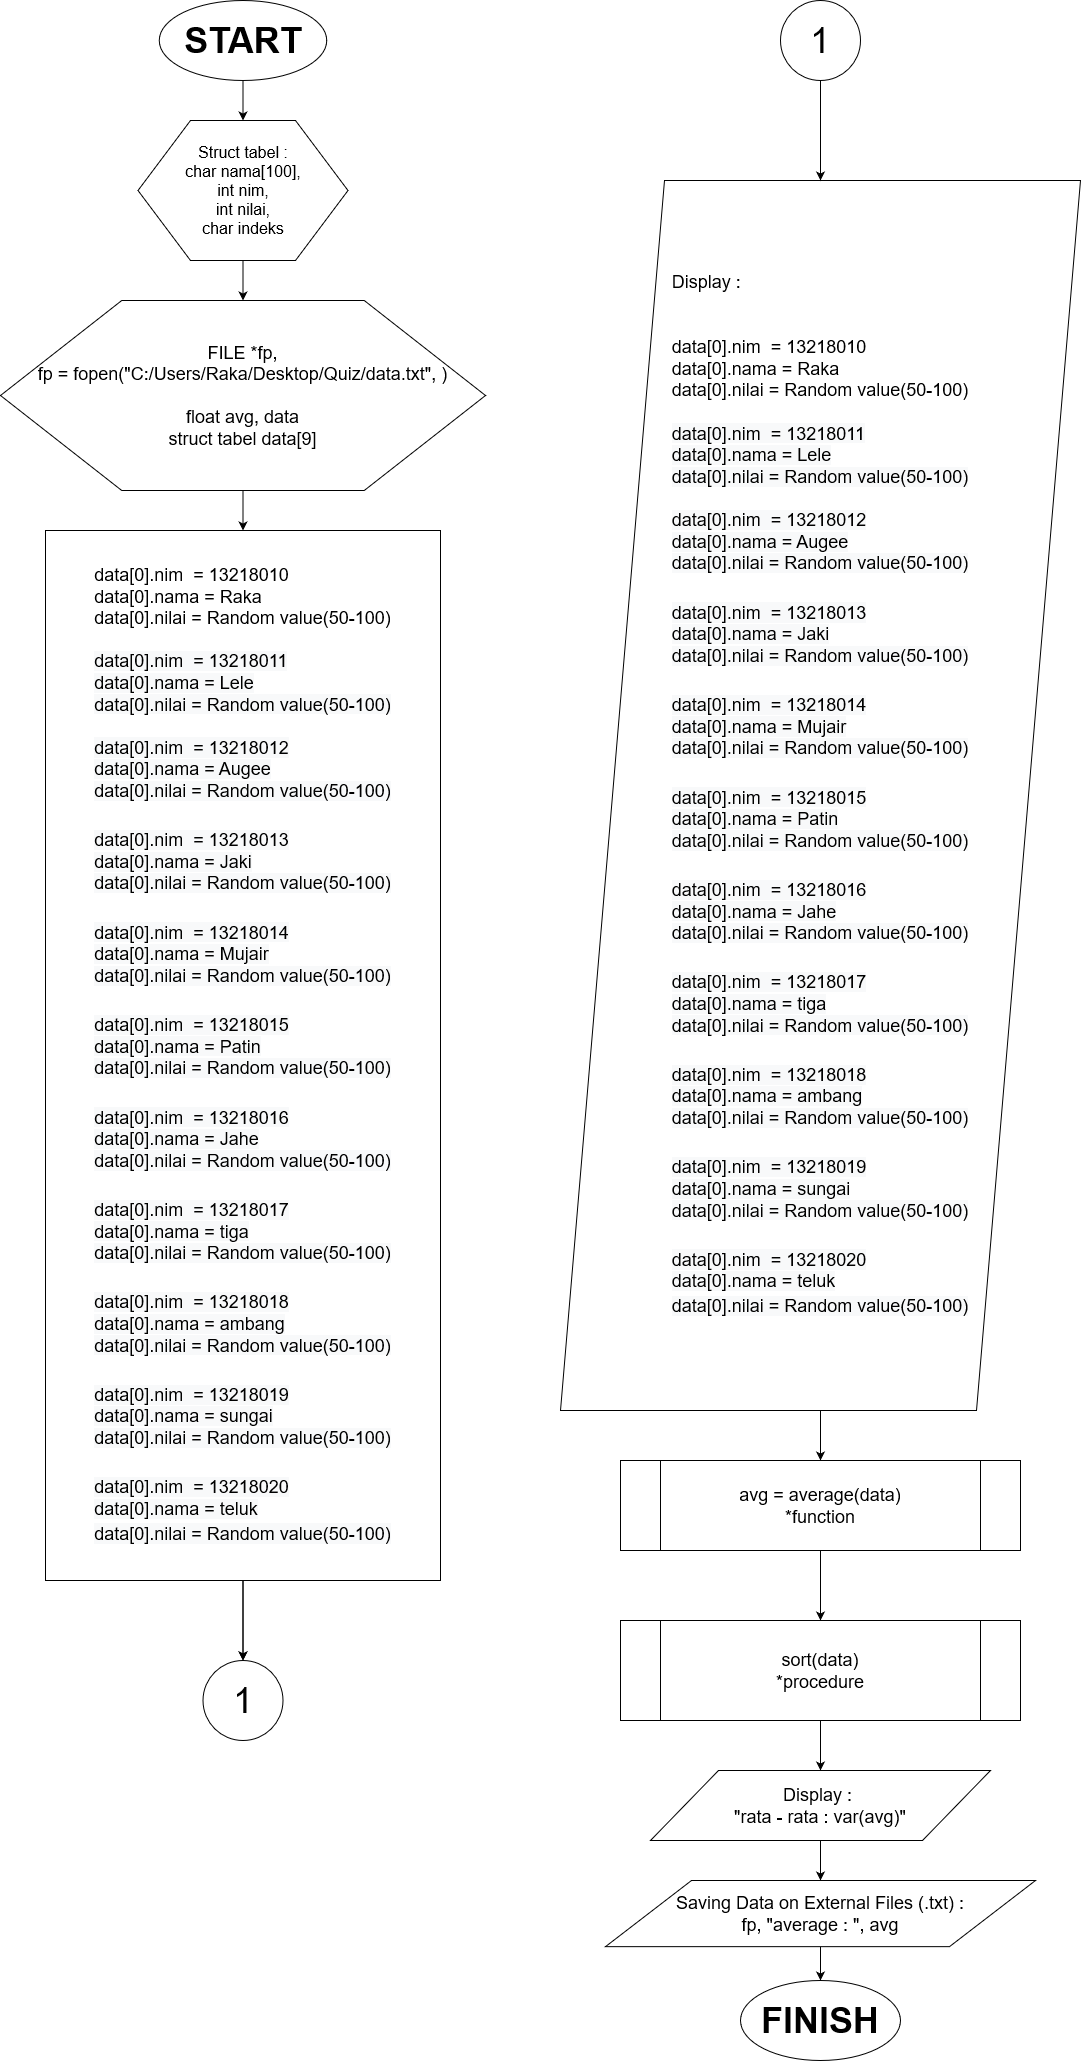 START
Struct tabel :
char nama[100],
int nim,
int nilai,
char indeks
FILE *fp,
fp = fopen("C:/Users/Raka/Desktop/Quiz/data.txt", )
float avg, data
struct tabel data[9]
data[0].nim  = 13218010
data[0].nama = Raka
data[0].nilai = Random value(50-100)
data[0].nim  = 13218011
data[0].nama = Lele
data[0].nilai = Random value(50-100)
data[0].nim  = 13218012
data[0].nama = Augee
data[0].nilai = Random value(50-100)
data[0].nim  = 13218013
data[0].nama = Jaki
data[0].nilai = Random value(50-100)
data[0].nim  = 13218014
data[0].nama = Mujair
data[0].nilai = Random value(50-100)
data[0].nim  = 13218015
data[0].nama = Patin
data[0].nilai = Random value(50-100)
data[0].nim  = 13218016
data[0].nama = Jahe
data[0].nilai = Random value(50-100)
data[0].nim  = 13218017
data[0].nama = tiga
data[0].nilai = Random value(50-100)
data[0].nim  = 13218018
data[0].nama = ambang
data[0].nilai = Random value(50-100)
data[0].nim  = 13218019
data[0].nama = sungai
data[0].nilai = Random value(50-100)
data[0].nim  = 13218020
data[0].nama = teluk
data[0].nilai = Random value(50-100)
1
1
Display :
data[0].nim  = 13218010
data[0].nama = Raka
data[0].nilai = Random value(50-100)
data[0].nim  = 13218011
data[0].nama = Lele
data[0].nilai = Random value(50-100)
data[0].nim  = 13218012
data[0].nama = Augee
data[0].nilai = Random value(50-100)
data[0].nim  = 13218013
data[0].nama = Jaki
data[0].nilai = Random value(50-100)
data[0].nim  = 13218014
data[0].nama = Mujair
data[0].nilai = Random value(50-100)
data[0].nim  = 13218015
data[0].nama = Patin
data[0].nilai = Random value(50-100)
data[0].nim  = 13218016
data[0].nama = Jahe
data[0].nilai = Random value(50-100)
data[0].nim  = 13218017
data[0].nama = tiga
data[0].nilai = Random value(50-100)
data[0].nim  = 13218018
data[0].nama = ambang
data[0].nilai = Random value(50-100)
data[0].nim  = 13218019
data[0].nama = sungai
data[0].nilai = Random value(50-100)
data[0].nim  = 13218020
data[0].nama = teluk
data[0].nilai = Random value(50-100)
avg = average(data)
*function
sort(data)
*procedure
Display :
"rata - rata : var(avg)"
Saving Data on External Files (.txt) :
fp, "average : ", avg
FINISH